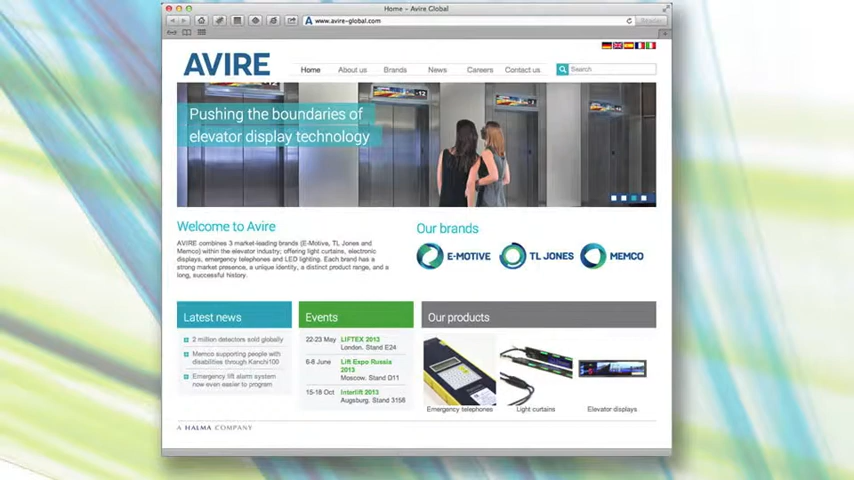 Home – Avire Global
www.avire-global.com
Reader
AVIRE
Home About us Brands News Careers Contact us Search
Pushing the boundaries of
elevator display technology
Welcome to Avire
AVIRE combines 3 market-leading brands (E-Motive, TL Jones and
Memco) within the elevator industry; offering light curtains, electronic
displays, emergency telephones and LED lighting. Each brand has a
strong market presence, a unique identity, a distinct product range, and a
long, successful history.
Our brands
E-MOTIVE TL JONES MEMCO
Latest news
2 million detectors sold globally
Memco supporting people with
disabilities through Kanchi100
Emergency lift alarm system
now even easier to program
Events
22-23 May LIFTEX 2013
London. Stand E24
6-8 June Lift Expo Russia
2013
Moscow. Stand D11
15-18 Oct Interlift 2013
Augsburg. Stand 3158
Our products
Emergency telephones Light curtains Elevator displays
A HALMA COMPANY